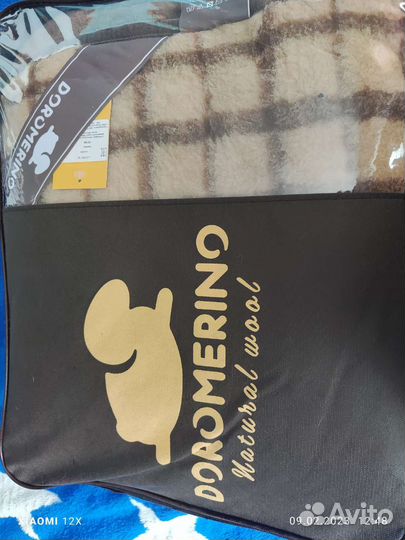 DOROMERINO
DOROMERINO
Natural wool
XIAOMI 12X
09.02.2023 12:48
Avito